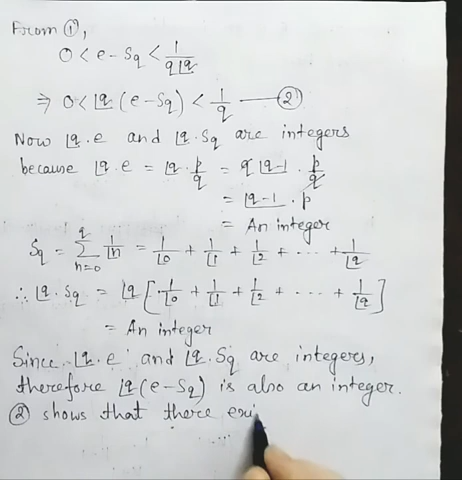 From ①,
0 < e - Sq < 1/(q⌊q)
⇒ 0 < ⌊q (e - Sq) < 1/q — ②
Now ⌊q . e and ⌊q . Sq are integers
because ⌊q . e = ⌊q . p/q = q ⌊q-1 . p/q
= ⌊q-1 . p
= An integer
Sq = Σ_{n=0}^{q} 1/⌊n = 1/⌊0 + 1/⌊1 + 1/⌊2 + ... + 1/⌊q
∴ ⌊q . Sq = ⌊q [1/⌊0 + 1/⌊1 + 1/⌊2 + ... + 1/⌊q]
= An integer
Since ⌊q . e and ⌊q . Sq are integers,
therefore ⌊q (e - Sq) is also an integer.
② shows that there exi